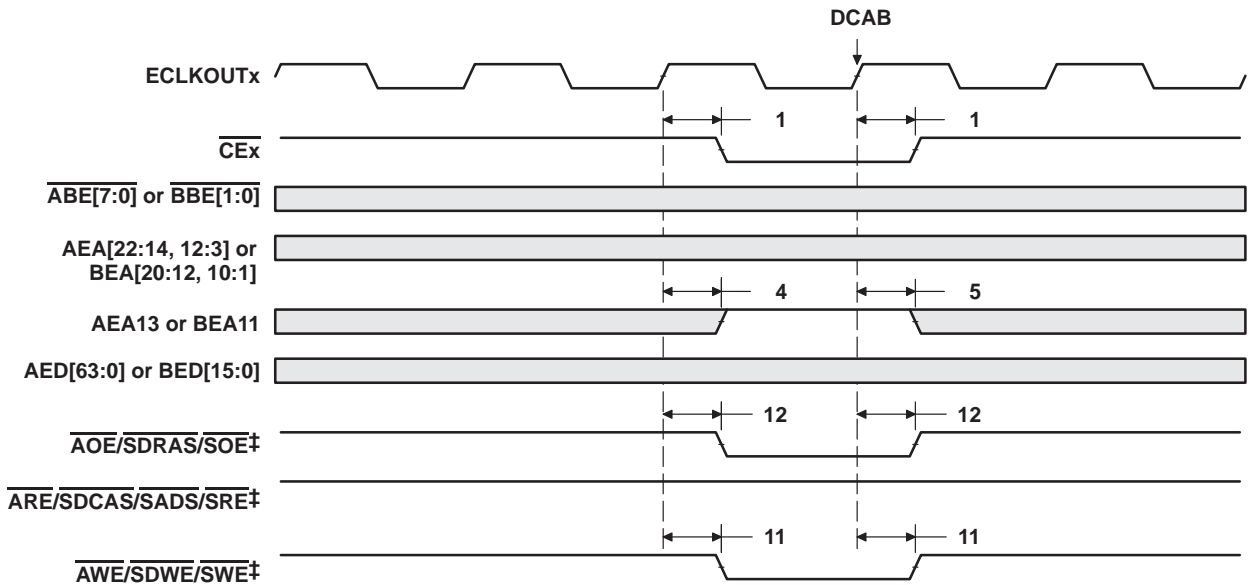 DCAB
ECLKOUTx
1 1
CEx
ABE[7:0] or BBE[1:0]
AEA[22:14, 12:3] or
BEA[20:12, 10:1]
4 5
AEA13 or BEA11
AED[63:0] or BED[15:0]
12 12
AOE/SDRAS/SOE‡
ARE/SDCAS/SADS/SRE‡
11 11
AWE/SDWE/SWE‡